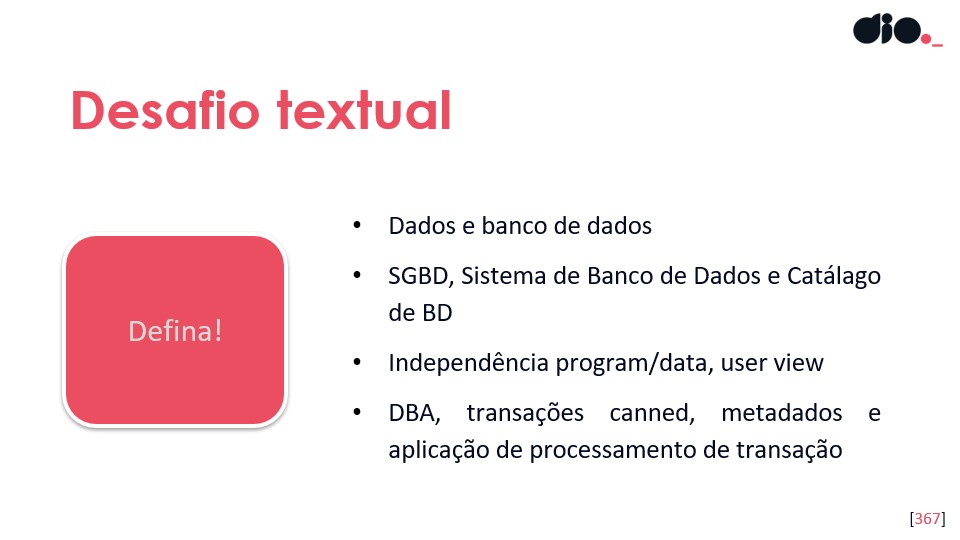 dio._
Desafio textual
Defina!
• Dados e banco de dados
• SGBD, Sistema de Banco de Dados e Catálago
de BD
• Independência program/data, user view
• DBA, transações canned, metadados e
aplicação de processamento de transação
[367]